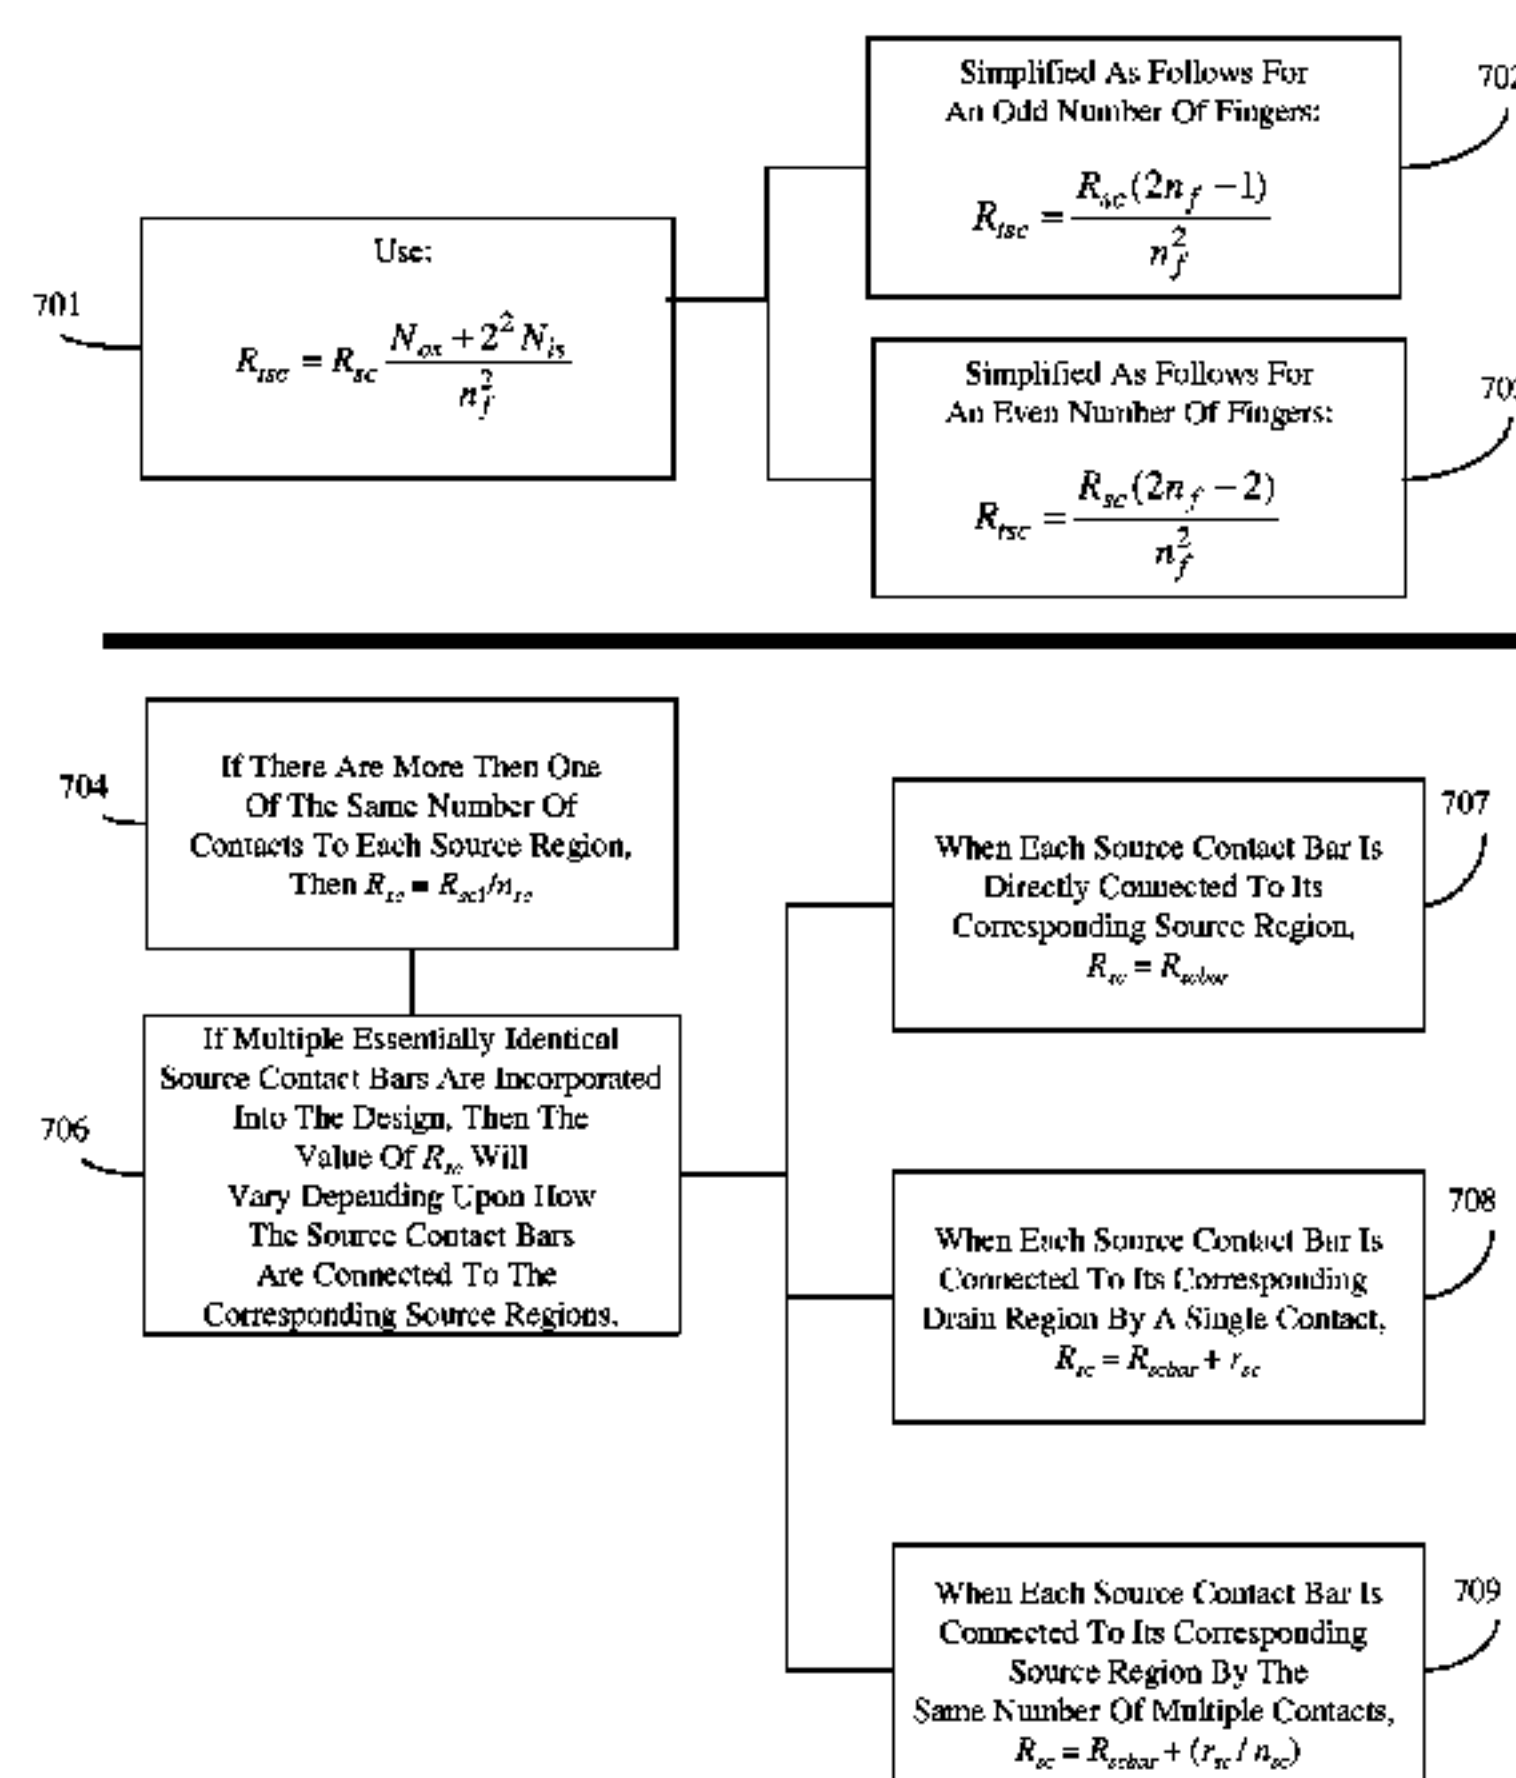 Simplified As Follows For
An Odd Number Of Fingers:
R_tsc = R_sc(2n_f −1) / n_f^2
702
Use:
701
R_tsc = R_sc (N_os + 2^2 N_is) / n_f^2
Simplified As Follows For
An Even Number Of Fingers:
R_tsc = R_sc(2n_f −2) / n_f^2
If There Are More Then One
Of The Same Number Of
Contacts To Each Source Region,
Then R_sc = R_sc1/n_sc
704
If Multiple Essentially Identical
Source Contact Bars Are Incorporated
Into The Design, Then The
Value Of R_sc Will
Vary Depending Upon How
The Source Contact Bars
Are Connected To The
Corresponding Source Regions.
706
When Each Source Contact Bar Is
Directly Connected To Its
Corresponding Source Region,
R_sc = R_scbar
707
When Each Source Contact Bar Is
Connected To Its Corresponding
Drain Region By A Single Contact,
R_sc = R_scbar + r_sc
708
When Each Source Contact Bar Is
Connected To Its Corresponding
Source Region By The
Same Number Of Multiple Contacts,
R_sc = R_scbar + (r_sc / n_sc)
709